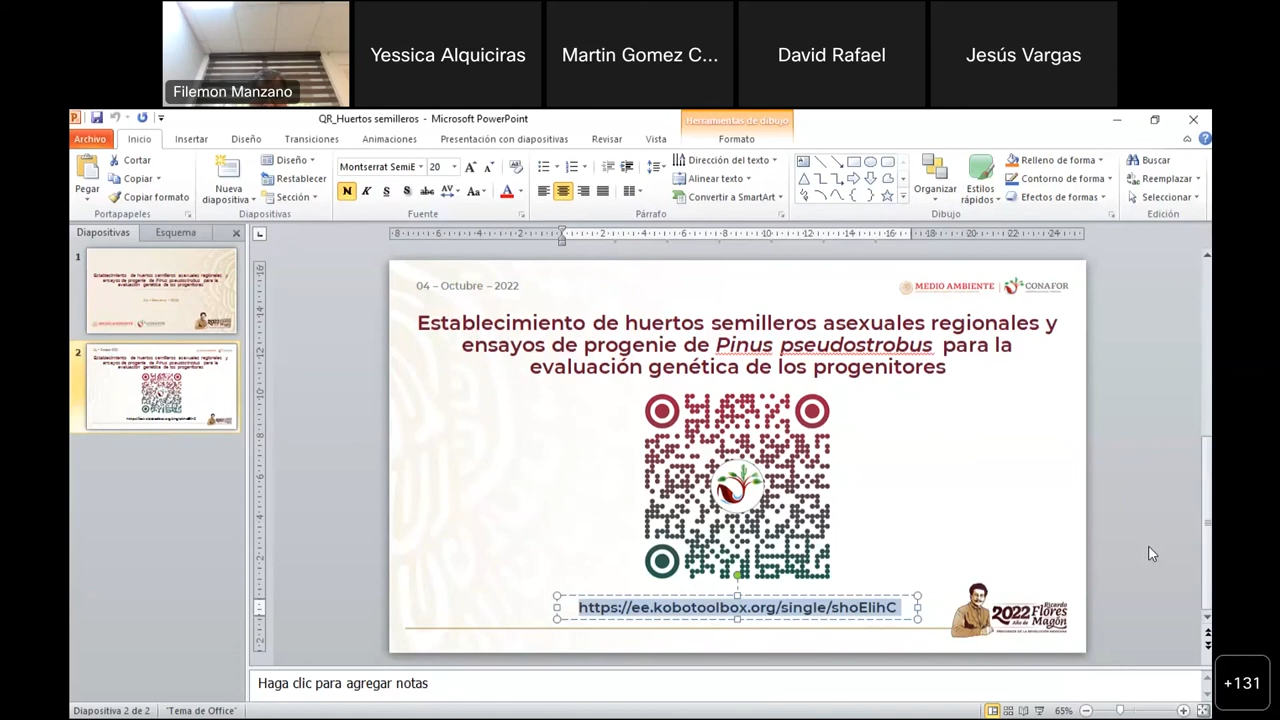 Filemon Manzano
Yessica Alquiciras
Martin Gomez C...
David Rafael
Jesús Vargas
QR_Huertos semilleros - Microsoft PowerPoint
Herramientas de dibujo
Archivo
Inicio
Insertar
Diseño
Transiciones
Animaciones
Presentación con diapositivas
Revisar
Vista
Formato
Pegar
Cortar
Copiar
Copiar formato
Portapapeles
Nueva diapositiva
Diseño
Restablecer
Sección
Diapositivas
Montserrat SemiE
20
Fuente
Párrafo
Dirección del texto
Alinear texto
Convertir a SmartArt
Organizar
Estilos rápidos
Relleno de forma
Contorno de forma
Efectos de formas
Dibujo
Buscar
Reemplazar
Seleccionar
Edición
Diapositivas
Esquema
1
2
04 – Octubre – 2022
MEDIO AMBIENTE
CONAFOR
Establecimiento de huertos semilleros asexuales regionales y
ensayos de progenie de Pinus pseudostrobus para la
evaluación genética de los progenitores
https://ee.kobotoolbox.org/single/shoElihC
2022
Ricardo
Flores
Año de
Magón
Haga clic para agregar notas
Diapositiva 2 de 2
"Tema de Office"
65%
+131